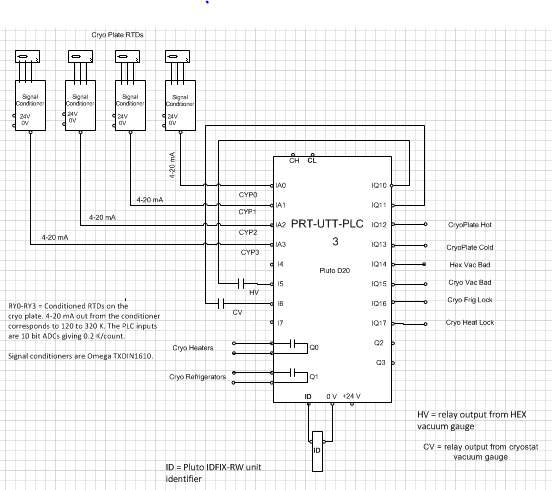 Cryo Plate RTDs
Signal
Conditioner
24V
0V
Signal
Conditioner
24V
0V
Signal
Conditioner
24V
0V
Signal
Conditioner
24V
0V
4-20 mA
4-20 mA
4-20 mA
4-20 mA
CYP0
CYP1
CYP2
CYP3
CH CL
IA0
IA1
IA2
IA3
I4
I5
I6
I7
HV
CV
PRT-UTT-PLC
3
Pluto D20
IQ10
IQ11
IQ12
IQ13
IQ14
IQ15
IQ16
IQ17
Q2
Q3
CryoPlate Hot
CryoPlate Cold
Hex Vac Bad
Cryo Vac Bad
Cryo Frig Lock
Cryo Heat Lock
RY0-RY3 = Conditioned RTDs on the
cryo plate. 4-20 mA out from the conditioner
corresponds to 120 to 320 K. The PLC inputs
are 10 bit ADCs giving 0.2 K/count.
Signal conditioners are Omega TXDIN1610.
Cryo Heaters
Q0
Cryo Refrigerators
Q1
ID 0 V +24 V
ID
ID = Pluto IDFIX-RW unit
identifier
HV = relay output from HEX
vacuum gauge
CV = relay output from cryostat
vacuum gauge